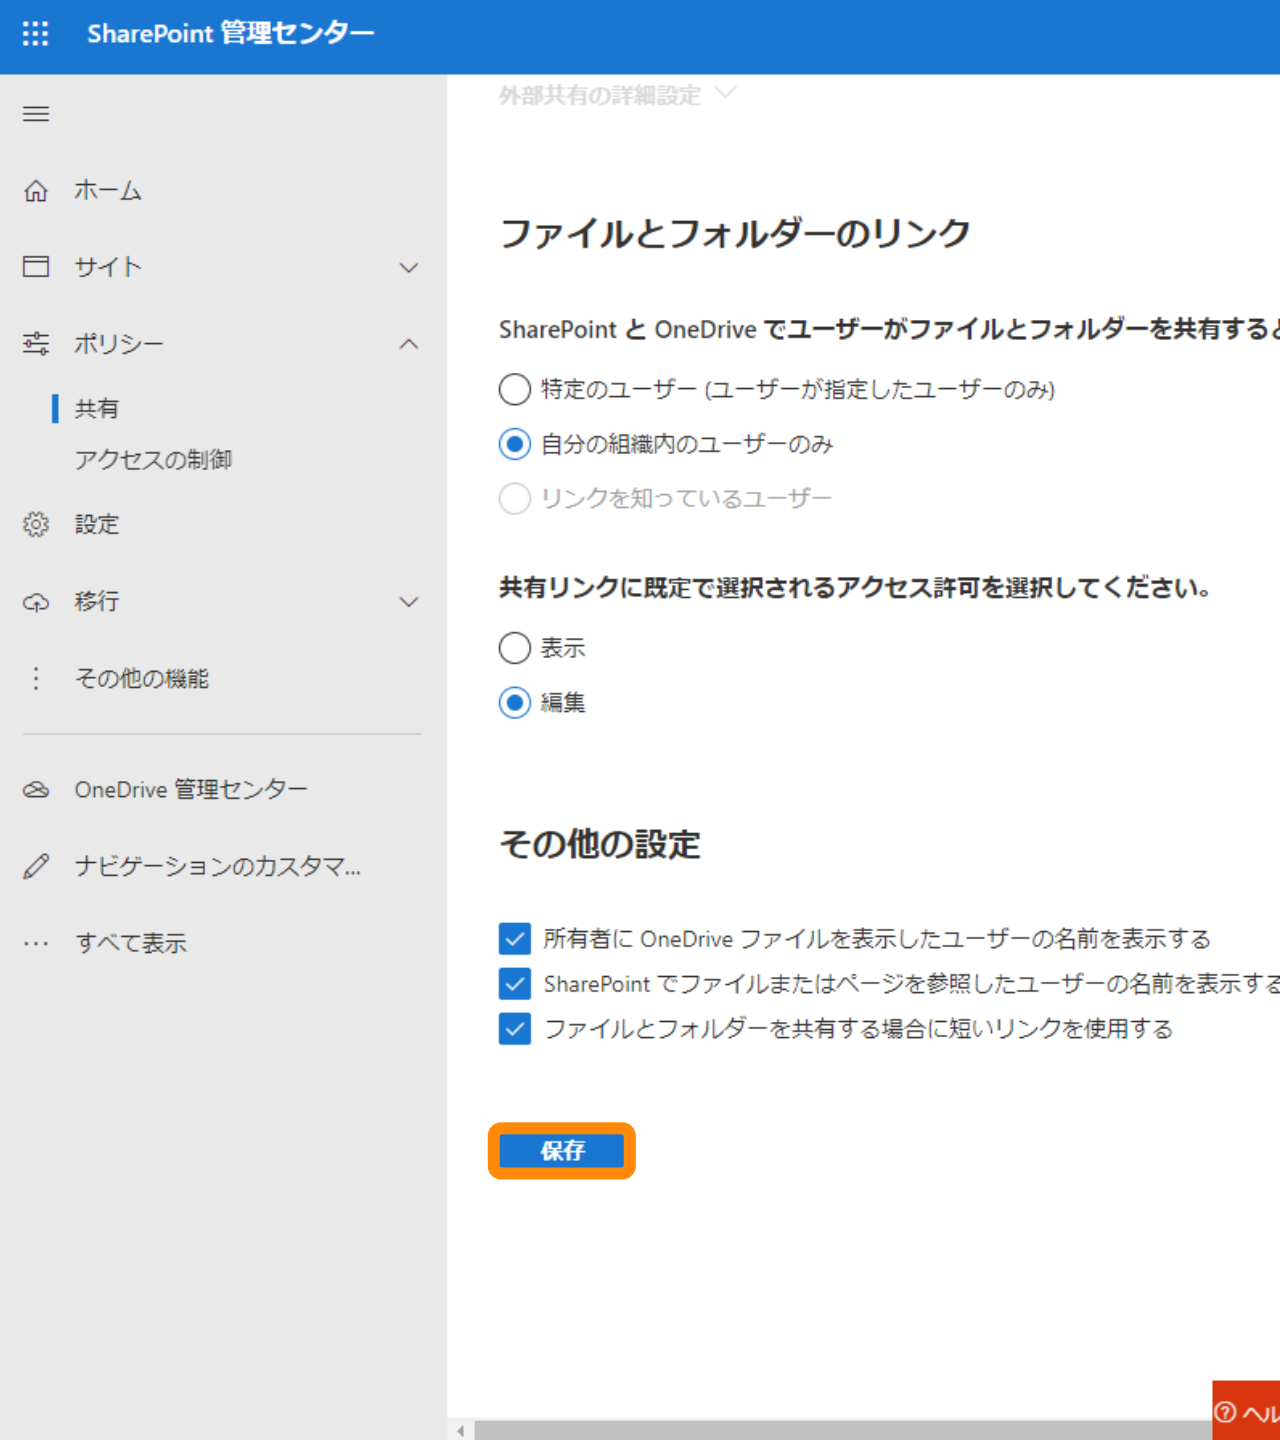 SharePoint 管理センター
ホーム
サイト
ポリシー
共有
アクセスの制御
設定
移行
その他の機能
OneDrive 管理センター
ナビゲーションのカスタマ...
すべて表示
外部共有の詳細設定
ファイルとフォルダーのリンク
SharePoint と OneDrive でユーザーがファイルとフォルダーを共有すると
特定のユーザー (ユーザーが指定したユーザーのみ)
自分の組織内のユーザーのみ
リンクを知っているユーザー
共有リンクに既定で選択されるアクセス許可を選択してください。
表示
編集
その他の設定
所有者に OneDrive ファイルを表示したユーザーの名前を表示する
SharePoint でファイルまたはページを参照したユーザーの名前を表示する
ファイルとフォルダーを共有する場合に短いリンクを使用する
保存
ヘル